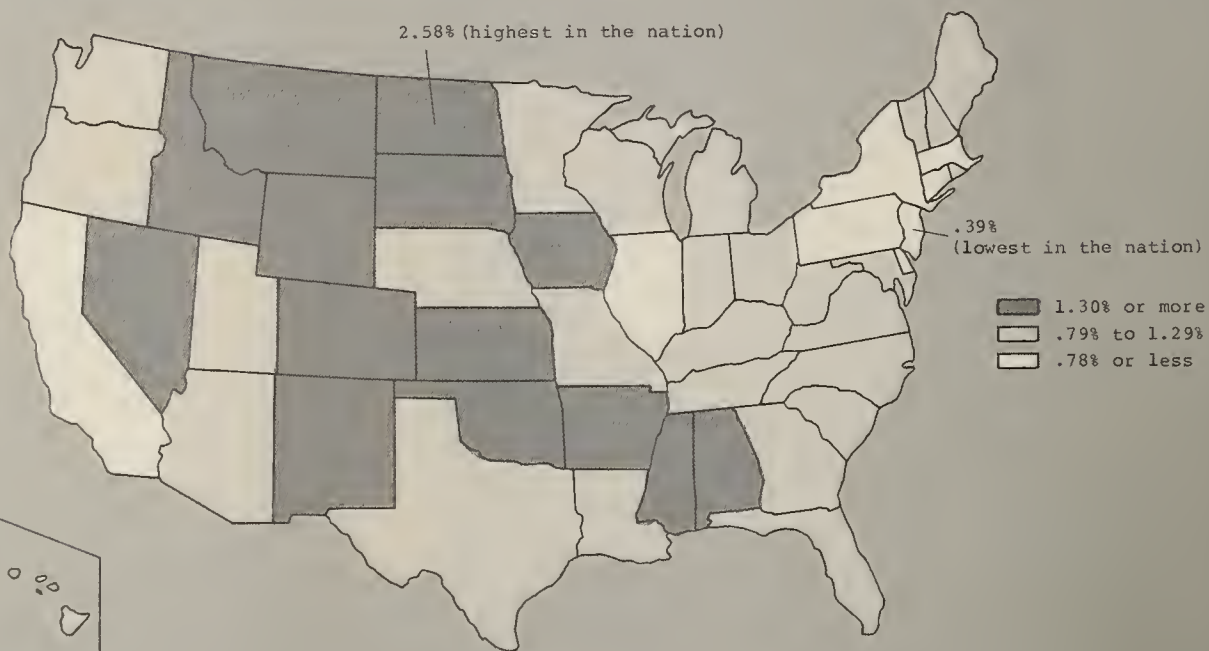 2.58% (highest in the nation)
.39%
(lowest in the nation)
1.30% or more
.79% to 1.29%
.78% or less